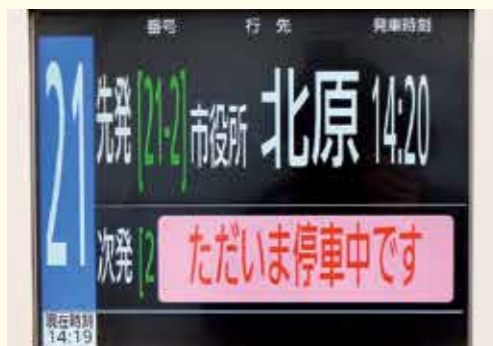 番号 行先 発車時刻
21
先発 [21-2] 市役所 北原 14:20
次発 [2 ただいま停車中です
現在時刻
14:19